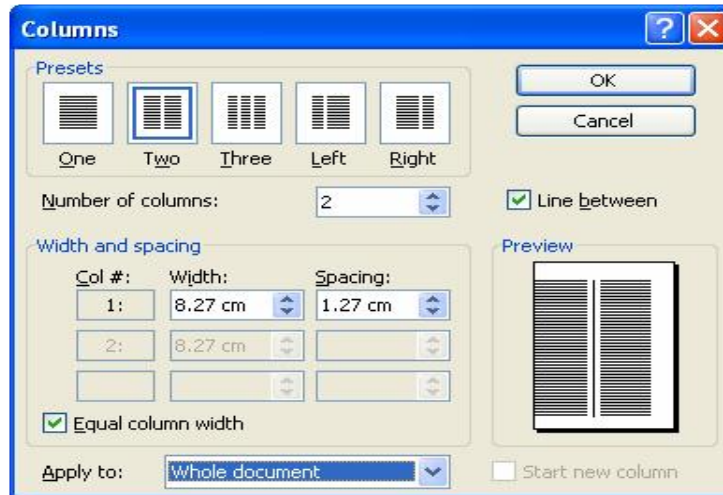 Columns
Presets
One Two Three Left Right
OK
Cancel
Number of columns: 2
Line between
Width and spacing
Col #: Width: Spacing:
1: 8.27 cm 1.27 cm
2: 8.27 cm
Equal column width
Preview
Apply to: Whole document
Start new column